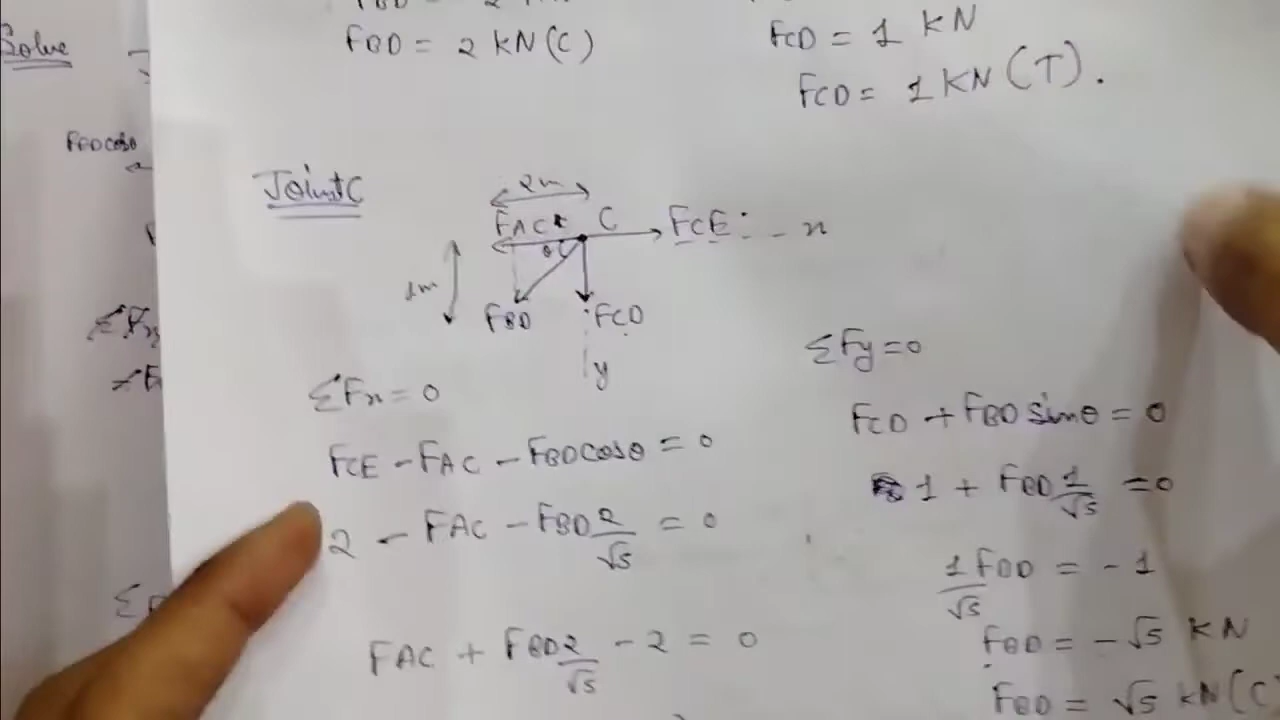 FBD = 2 KN (C)
FCD = 1 KN
FCD = 1 KN (T).
Solve
FBD cosθ
Joint C
2m
FAC C FCE x
θ
1m
FBD FCD
y
ΣFx = 0
FCE - FAC - FBD cosθ = 0
2 - FAC - FBD 2/√5 = 0
FAC + FBD 2/√5 - 2 = 0
ΣFy = 0
FCD + FBD sinθ = 0
1 + FBD 1/√5 = 0
1/√5 FBD = - 1
FBD = - √5 KN
FBD = √5 KN (C)